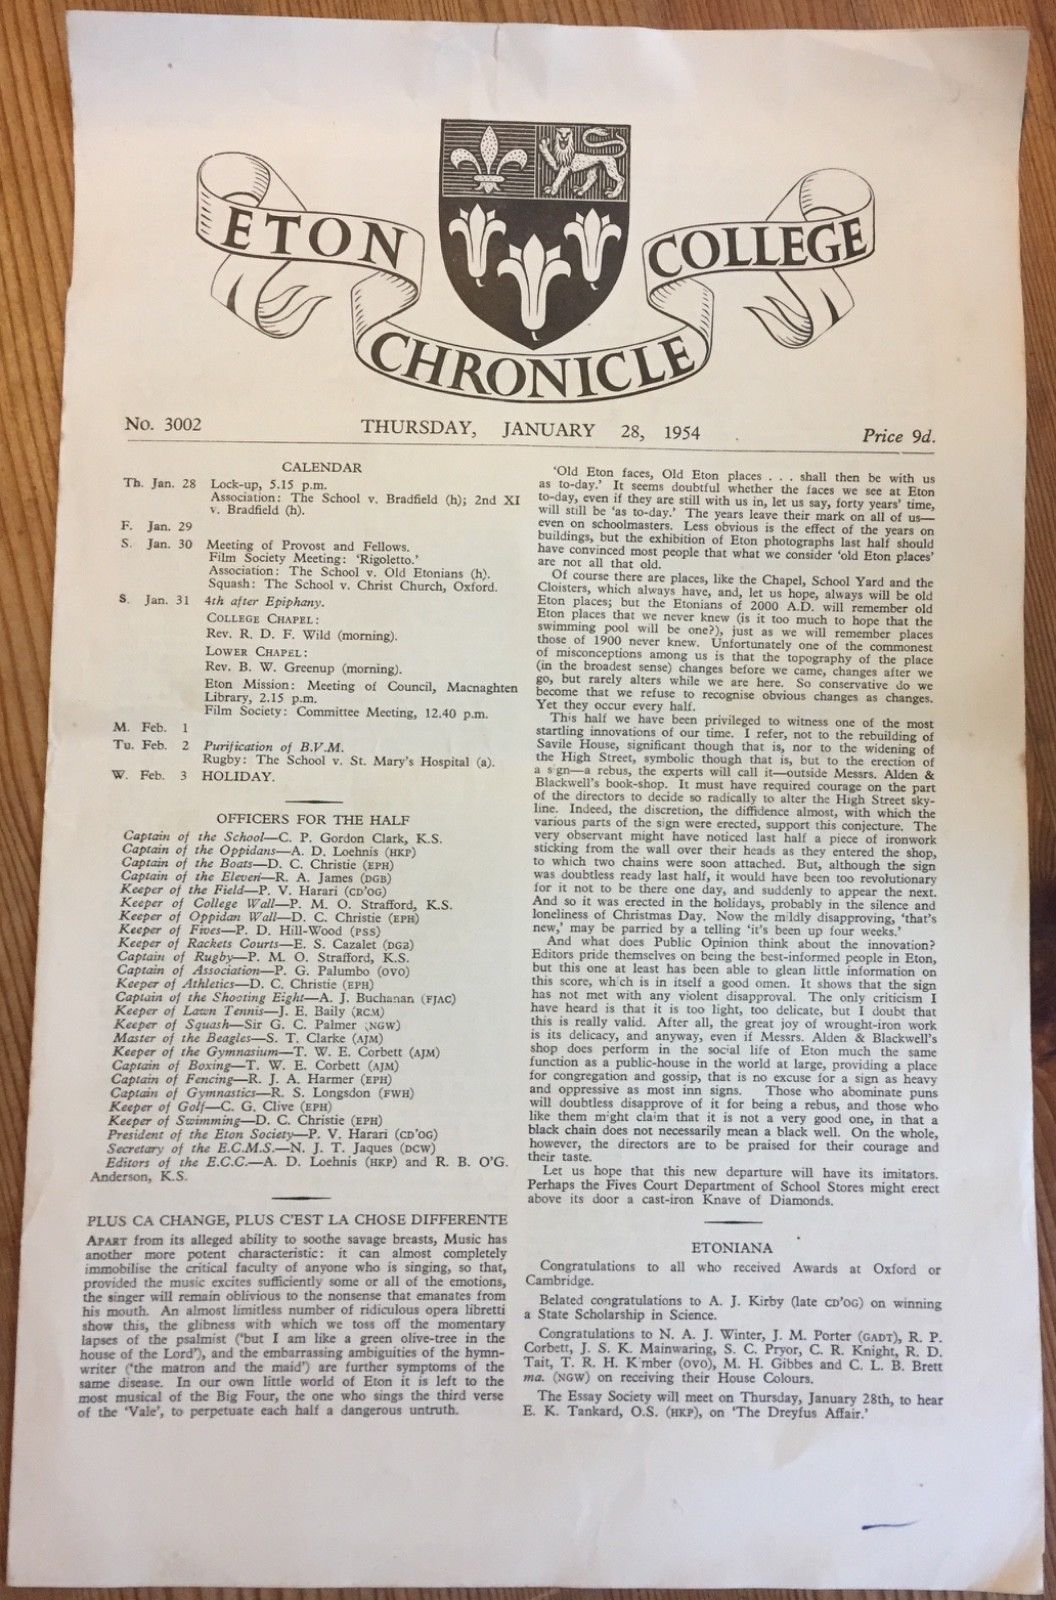 ETON COLLEGE
CHRONICLE
No. 3002
THURSDAY, JANUARY 28, 1954
Price 9d.
CALENDAR
Th. Jan. 28 Lock-up, 5.15 p.m.
Association: The School v. Bradfield (h); 2nd XI
v. Bradfield (h).
F. Jan. 29
S. Jan. 30 Meeting of Provost and Fellows.
Film Society Meeting: 'Rigoletto.'
Association: The School v. Old Etonians (h).
Squash: The School v. Christ Church, Oxford.
S. Jan. 31 4th after Epiphany.
COLLEGE CHAPEL:
Rev. R. D. F. Wild (morning).
LOWER CHAPEL:
Rev. B. W. Greenup (morning).
Eton Mission: Meeting of Council, Macnaghten
Library, 2.15 p.m.
Film Society: Committee Meeting, 12.40 p.m.
M. Feb. 1
Tu. Feb. 2 Purification of B.V.M.
Rugby: The School v. St. Mary's Hospital (a).
W. Feb. 3 HOLIDAY.
OFFICERS FOR THE HALF
Captain of the School—C. P. Gordon Clark, K.S.
Captain of the Oppidans—A. D. Loehnis (HKP)
Captain of the Boats—D. C. Christie (EPH)
Captain of the Eleven—R. A. James (DGB)
Keeper of the Field—P. V. Harari (CD'OG)
Keeper of College Wall—P. M. O. Strafford, K.S.
Keeper of Oppidan Wall—D. C. Christie (EPH)
Keeper of Fives—P. D. Hill-Wood (PSS)
Keeper of Rackets Courts—E. S. Cazalet (DGB)
Captain of Rugby—P. M. O. Strafford, K.S.
Captain of Association—P. G. Palumbo (OVO)
Keeper of Athletics—D. C. Christie (EPH)
Captain of the Shooting Eight—A. J. Buchanan (FJAC)
Keeper of Lawn Tennis—J. E. Baily (RCM)
Keeper of Squash—Sir G. C. Palmer (NGW)
Master of the Beagles—S. T. Clarke (AJM)
Keeper of the Gymnasium—T. W. E. Corbett (AJM)
Captain of Boxing—T. W. E. Corbett (AJM)
Captain of Fencing—R. J. A. Harmer (EPH)
Captain of Gymnastics—R. S. Longsdon (FWH)
Keeper of Golf—C. G. Clive (EPH)
Keeper of Swimming—D. C. Christie (EPH)
President of the Eton Society—P. V. Harari (CD'OG)
Secretary of the E.C.M.S.—N. J. T. Jaques (DCW)
Editors of the E.C.C.—A. D. Loehnis (HKP) and R. B. O'G.
Anderson, K.S.
PLUS CA CHANGE, PLUS C'EST LA CHOSE DIFFERENTE
APART from its alleged ability to soothe savage breasts, Music has
another more potent characteristic: it can almost completely
immobilise the critical faculty of anyone who is singing, so that,
provided the music excites sufficiently some or all of the emotions,
the singer will remain oblivious to the nonsense that emanates from
his mouth. An almost limitless number of ridiculous opera libretti
show this, the glibness with which we toss off the momentary
lapses of the psalmist ('but I am like a green olive-tree in the
house of the Lord'), and the embarrassing ambiguities of the hymn-
writer ('the matron and the maid') are further symptoms of the
same disease. In our own little world of Eton it is left to the
most musical of the Big Four, the one who sings the third verse
of the 'Vale', to perpetuate each half a dangerous untruth.
'Old Eton faces, Old Eton places . . . shall then be with us
as to-day.' It seems doubtful whether the faces we see at Eton
to-day, even if they are still with us in, let us say, forty years' time,
will still be 'as to-day.' The years leave their mark on all of us—
even on schoolmasters. Less obvious is the effect of the years on
buildings, but the exhibition of Eton photographs last half should
have convinced most people that what we consider 'old Eton places'
are not all that old.
Of course there are places, like the Chapel, School Yard and the
Cloisters, which always have, and, let us hope, always will be old
Eton places; but the Etonians of 2000 A.D. will remember old
Eton places that we never knew (is it too much to hope that the
swimming pool will be one?), just as we will remember places
those of 1900 never knew. Unfortunately one of the commonest
of misconceptions among us is that the topography of the place
(in the broadest sense) changes before we came, changes after we
go, but rarely alters while we are here. So conservative do we
become that we refuse to recognise obvious changes as changes.
Yet they occur every half.
This half we have been privileged to witness one of the most
startling innovations of our time. I refer, not to the rebuilding of
Savile House, significant though that is, nor to the widening of
the High Street, symbolic though that is, but to the erection of
a sign—a rebus, the experts will call it—outside Messrs. Alden &
Blackwell's book-shop. It must have required courage on the part
of the directors to decide so radically to alter the High Street sky-
line. Indeed, the discretion, the diffidence almost, with which the
various parts of the sign were erected, support this conjecture. The
very observant might have noticed last half a piece of ironwork
sticking from the wall over their heads as they entered the shop,
to which two chains were soon attached. But, although the sign
was doubtless ready last half, it would have been too revolutionary
for it not to be there one day, and suddenly to appear the next.
And so it was erected in the holidays, probably in the silence and
loneliness of Christmas Day. Now the mildly disapproving, 'that's
new,' may be parried by a telling 'it's been up four weeks.'
And what does Public Opinion think about the innovation?
Editors pride themselves on being the best-informed people in Eton,
but this one at least has been able to glean little information on
this score, which is in itself a good omen. It shows that the sign
has not met with any violent disapproval. The only criticism I
have heard is that it is too light, too delicate, but I doubt that
this is really valid. After all, the great joy of wrought-iron work
is its delicacy, and anyway, even if Messrs. Alden & Blackwell's
shop does perform in the social life of Eton much the same
function as a public-house in the world at large, providing a place
for congregation and gossip, that is no excuse for a sign as heavy
and oppressive as most inn signs. Those who abominate puns
will doubtless disapprove of it for being a rebus, and those who
like them might claim that it is not a very good one, in that a
black chain does not necessarily mean a black well. On the whole,
however, the directors are to be praised for their courage and
their taste.
Let us hope that this new departure will have its imitators.
Perhaps the Fives Court Department of School Stores might erect
above its door a cast-iron Knave of Diamonds.
ETONIANA
Congratulations to all who received Awards at Oxford or
Cambridge.
Belated congratulations to A. J. Kirby (late CD'OG) on winning
a State Scholarship in Science.
Congratulations to N. A. J. Winter, J. M. Porter (GADT), R. P.
Corbett, J. S. K. Mainwaring, S. C. Pryor, C. R. Knight, R. D.
Tait, T. R. H. Kimber (OVO), M. H. Gibbes and C. L. B. Brett
ma. (NGW) on receiving their House Colours.
The Essay Society will meet on Thursday, January 28th, to hear
E. K. Tankard, O.S. (HKP), on 'The Dreyfus Affair.'